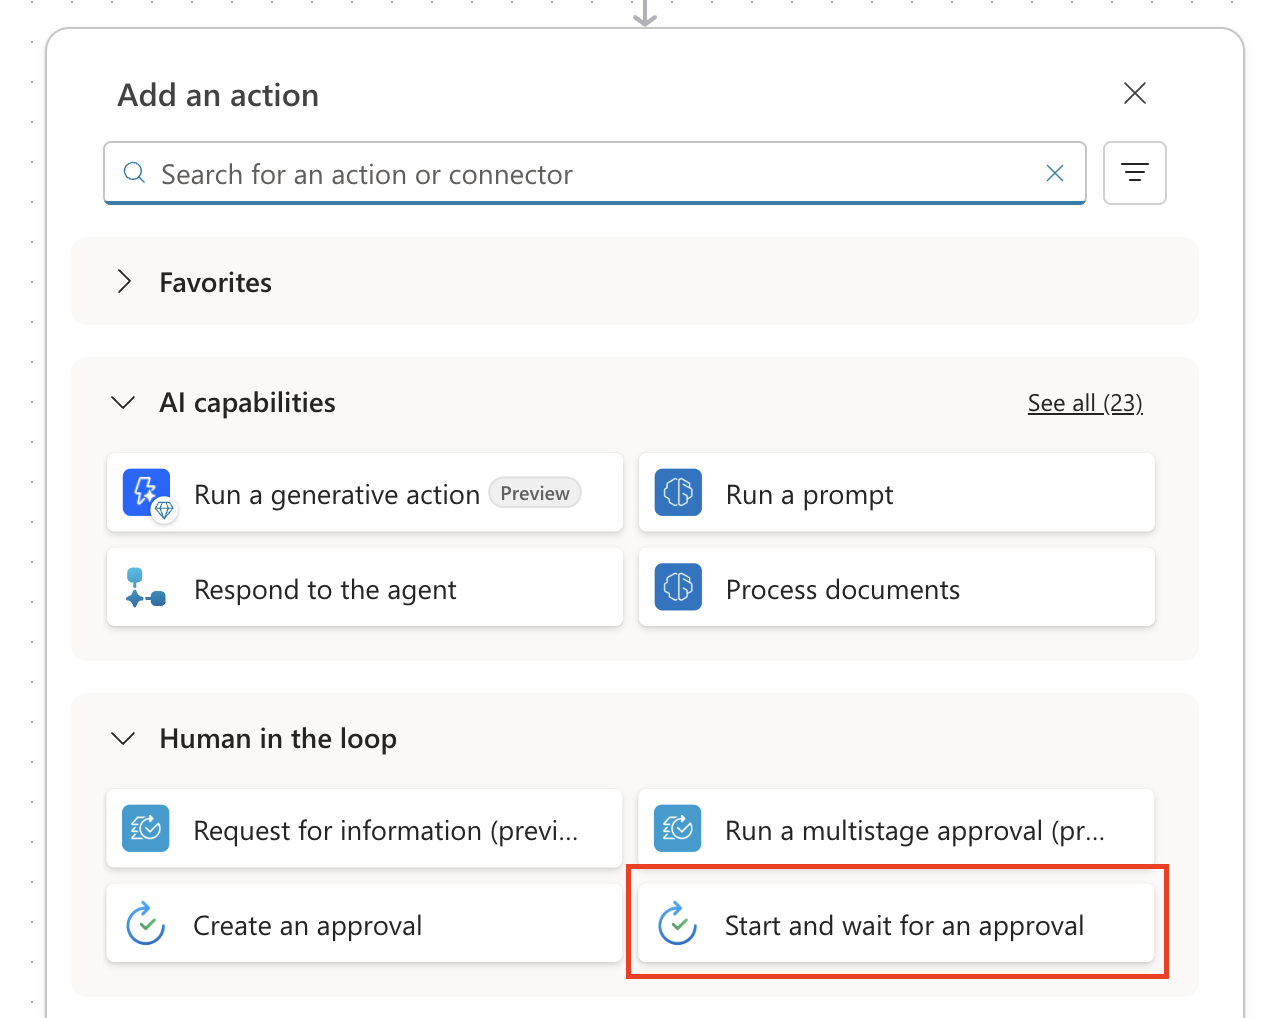 Add an action
Search for an action or connector
Favorites
AI capabilities
See all (23)
Run a generative action Preview
Run a prompt
Respond to the agent
Process documents
Human in the loop
Request for information (previ...
Run a multistage approval (pr...
Create an approval
Start and wait for an approval